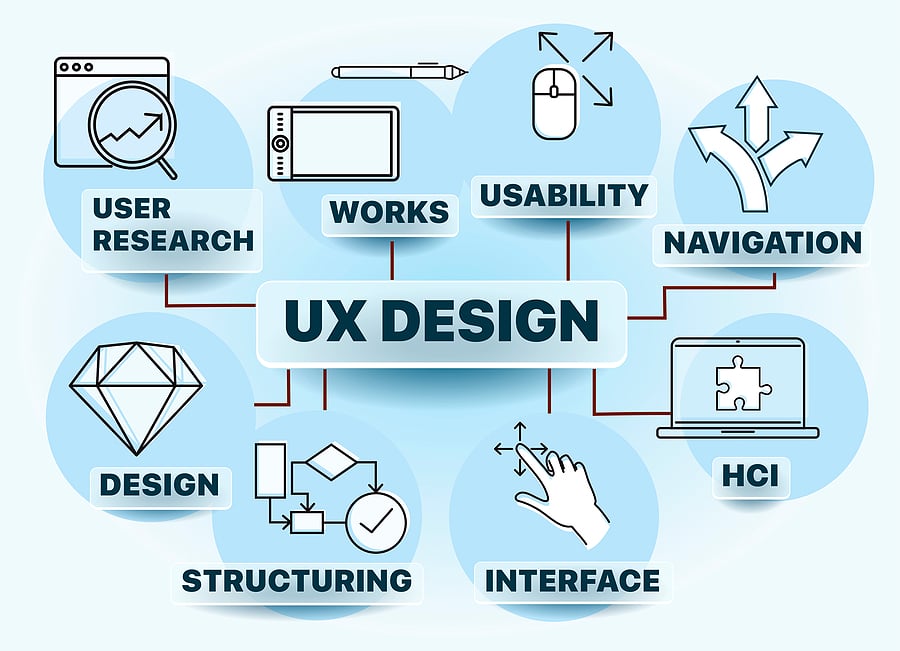 USER
RESEARCH
WORKS
USABILITY
NAVIGATION
UX DESIGN
DESIGN
HCI
STRUCTURING
INTERFACE